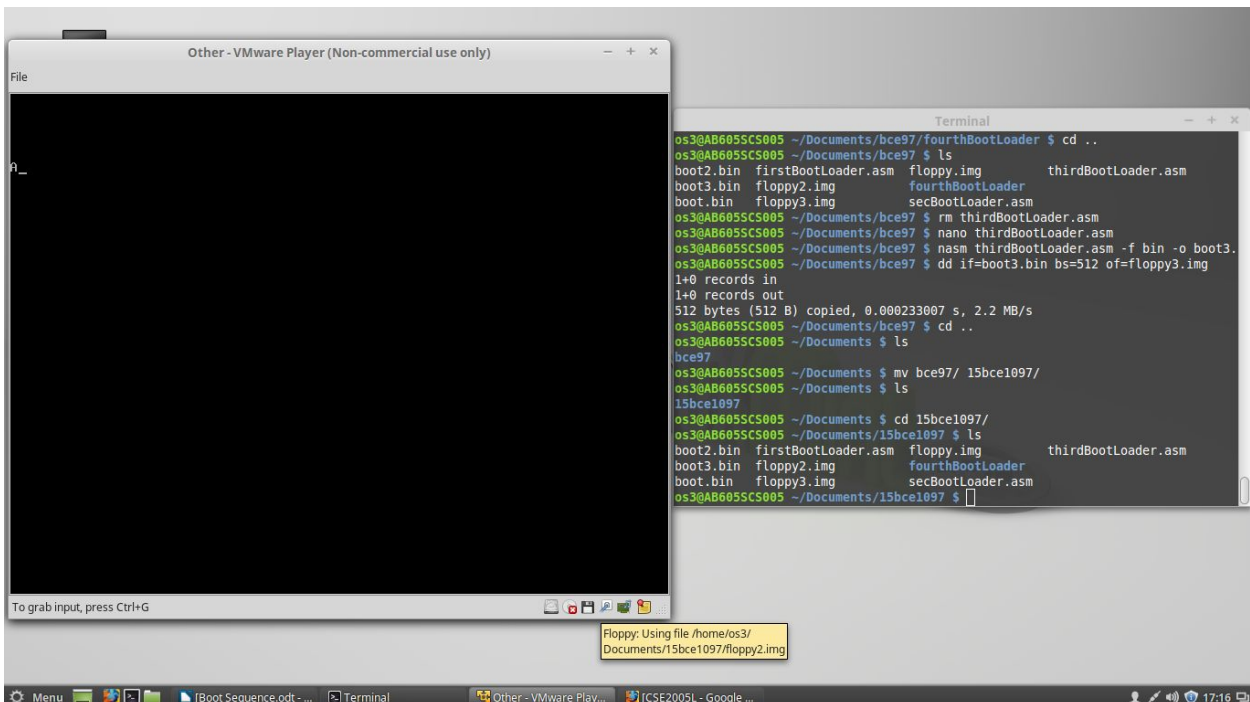 Other - VMware Player (Non-commercial use only)
File
A_
To grab input, press Ctrl+G
Floppy: Using file /home/os3/
Documents/15bce1097/floppy2.img
Terminal
os3@AB605SCS005 ~/Documents/bce97/fourthBootLoader $ cd ..
os3@AB605SCS005 ~/Documents/bce97 $ ls
boot2.bin firstBootLoader.asm floppy.img thirdBootLoader.asm
boot3.bin floppy2.img fourthBootLoader
boot.bin floppy3.img secBootLoader.asm
os3@AB605SCS005 ~/Documents/bce97 $ rm thirdBootLoader.asm
os3@AB605SCS005 ~/Documents/bce97 $ nano thirdBootLoader.asm
os3@AB605SCS005 ~/Documents/bce97 $ nasm thirdBootLoader.asm -f bin -o boot3.
os3@AB605SCS005 ~/Documents/bce97 $ dd if=boot3.bin bs=512 of=floppy3.img
1+0 records in
1+0 records out
512 bytes (512 B) copied, 0.000233007 s, 2.2 MB/s
os3@AB605SCS005 ~/Documents/bce97 $ cd ..
os3@AB605SCS005 ~/Documents $ ls
bce97
os3@AB605SCS005 ~/Documents $ mv bce97/ 15bce1097/
os3@AB605SCS005 ~/Documents $ ls
15bce1097
os3@AB605SCS005 ~/Documents $ cd 15bce1097/
os3@AB605SCS005 ~/Documents/15bce1097 $ ls
boot2.bin firstBootLoader.asm floppy.img thirdBootLoader.asm
boot3.bin floppy2.img fourthBootLoader
boot.bin floppy3.img secBootLoader.asm
os3@AB605SCS005 ~/Documents/15bce1097 $
Menu [Boot Sequence.odt - ... Terminal Other - VMware Play... [CSE2005L - Google ... 17:16